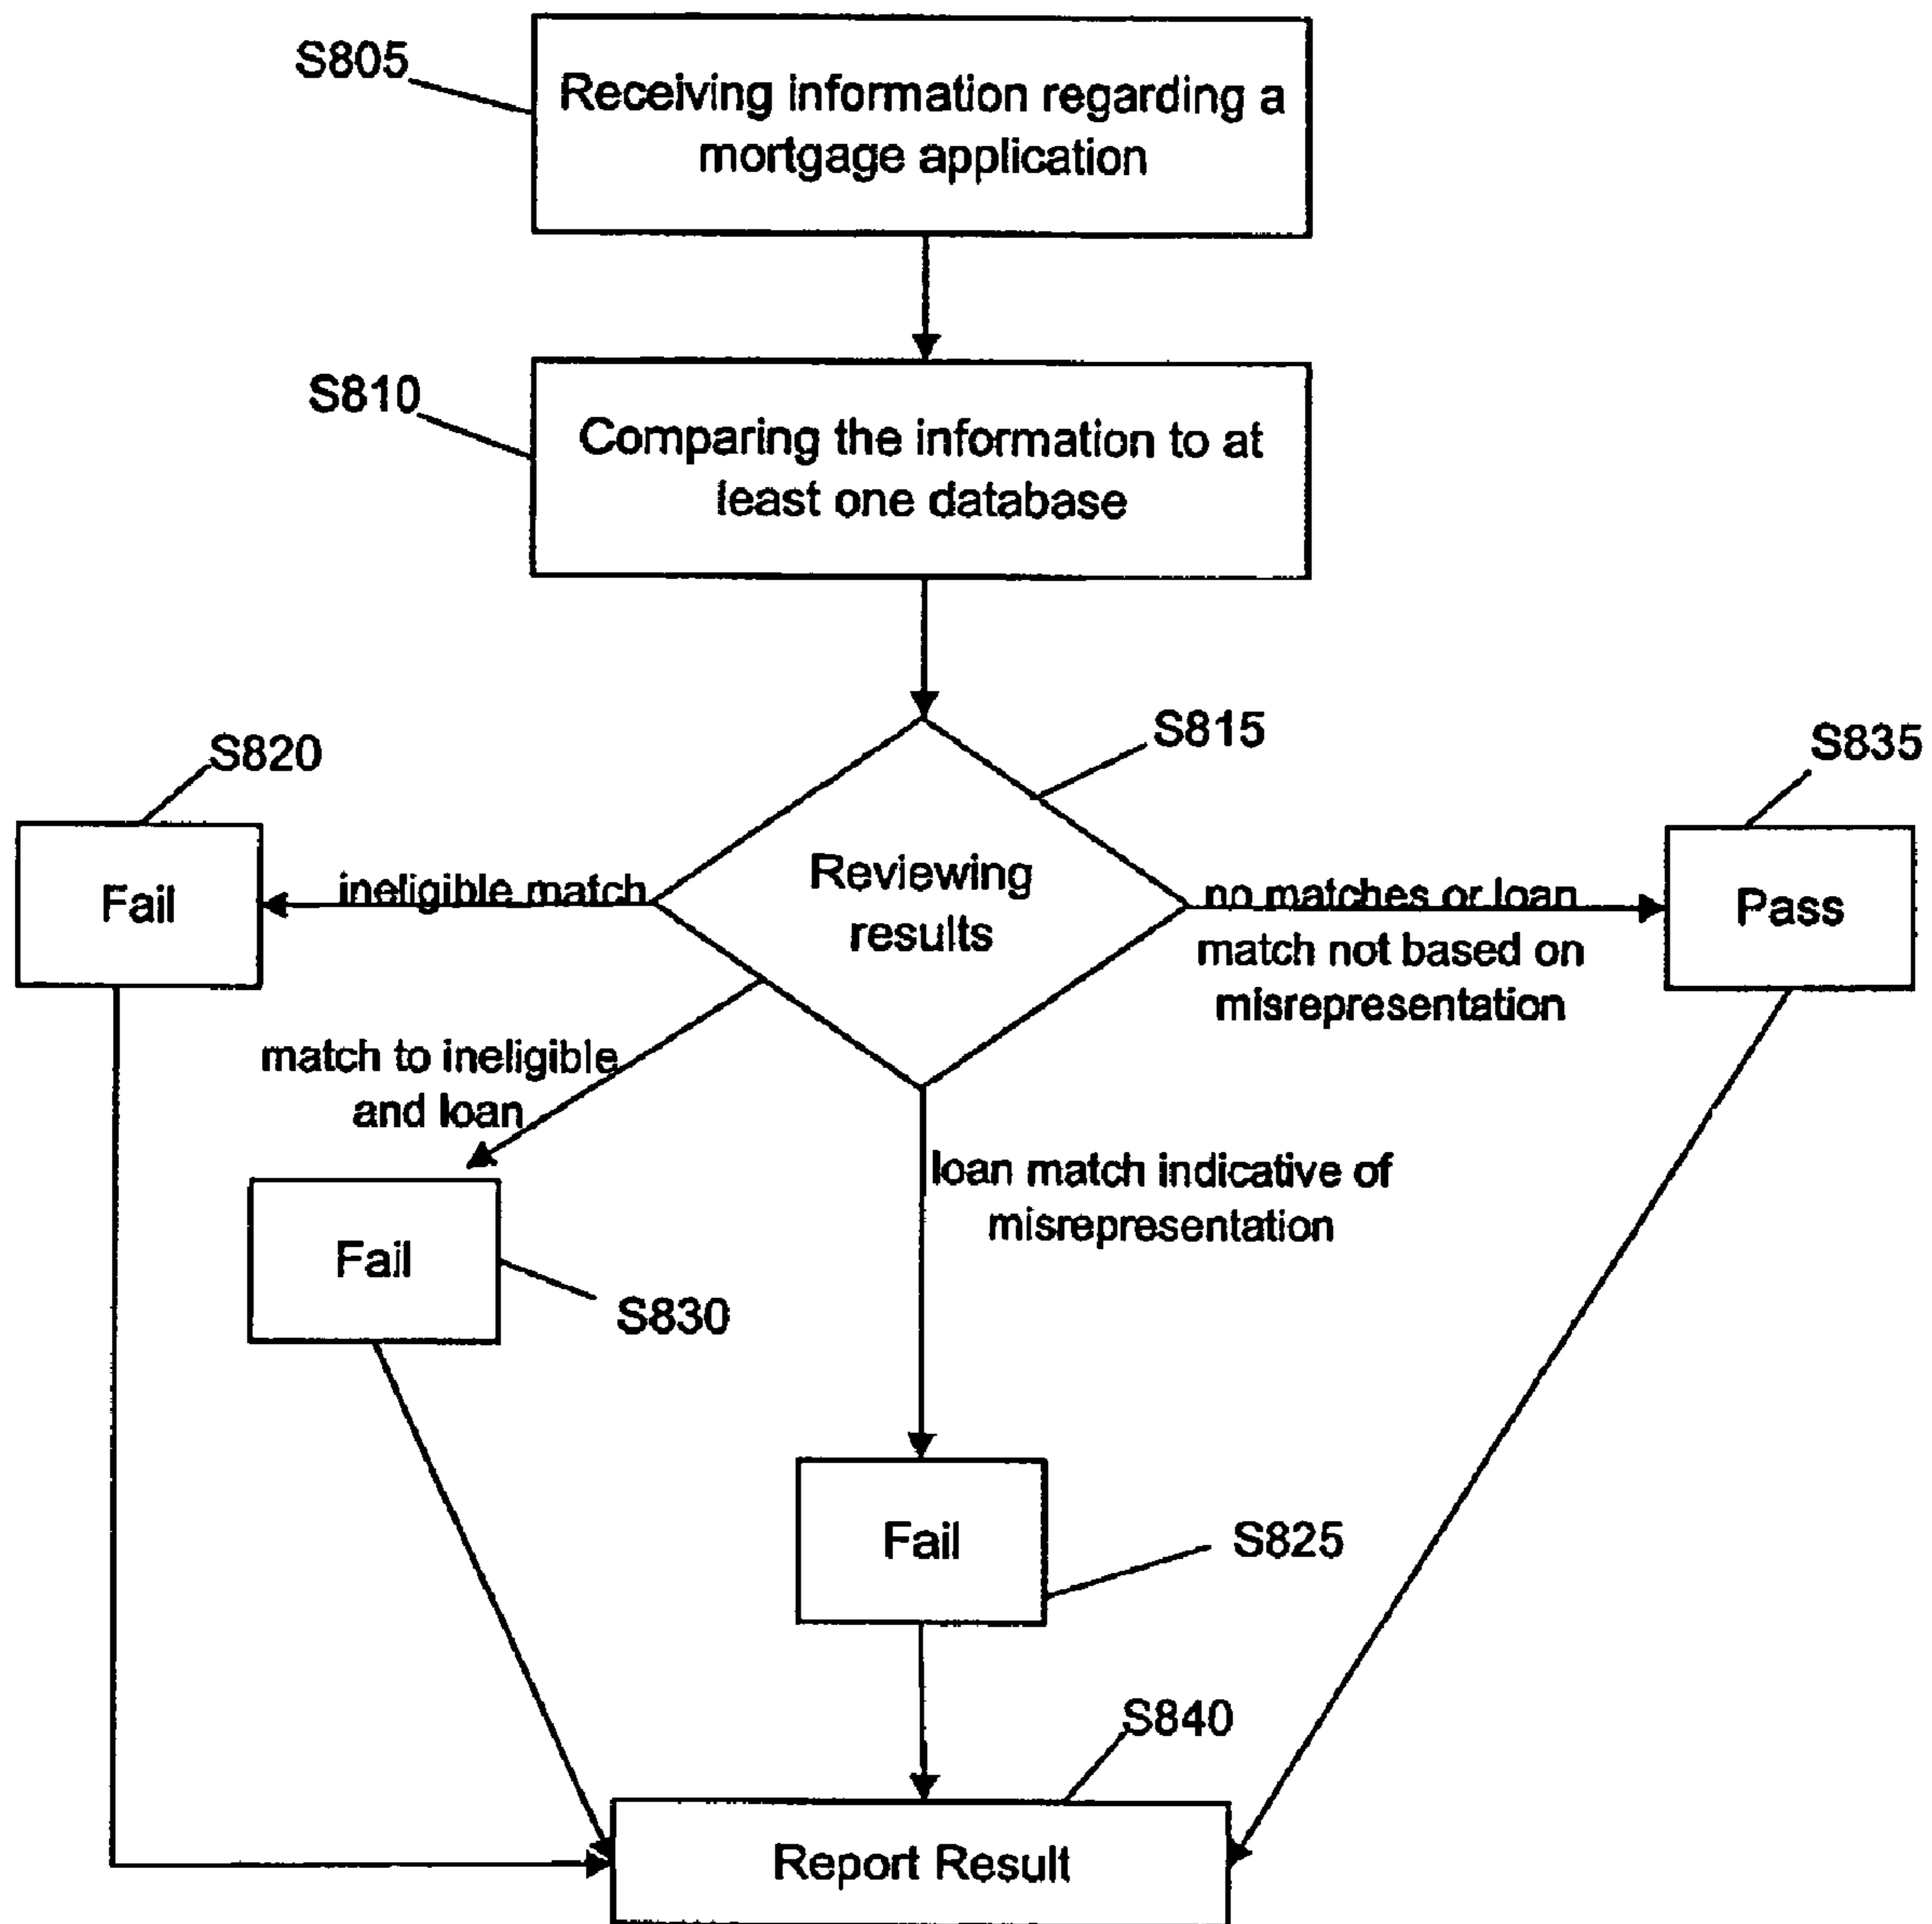 S805
Receiving information regarding a
mortgage application
S810
Comparing the information to at
least one database
S815
S820
S835
Reviewing
results
Fail
ineligible match
no matches or loan
match not based on
misrepresentation
Pass
match to ineligible
and loan
loan match indicative of
misrepresentation
Fail
S830
Fail
S825
S840
Report Result